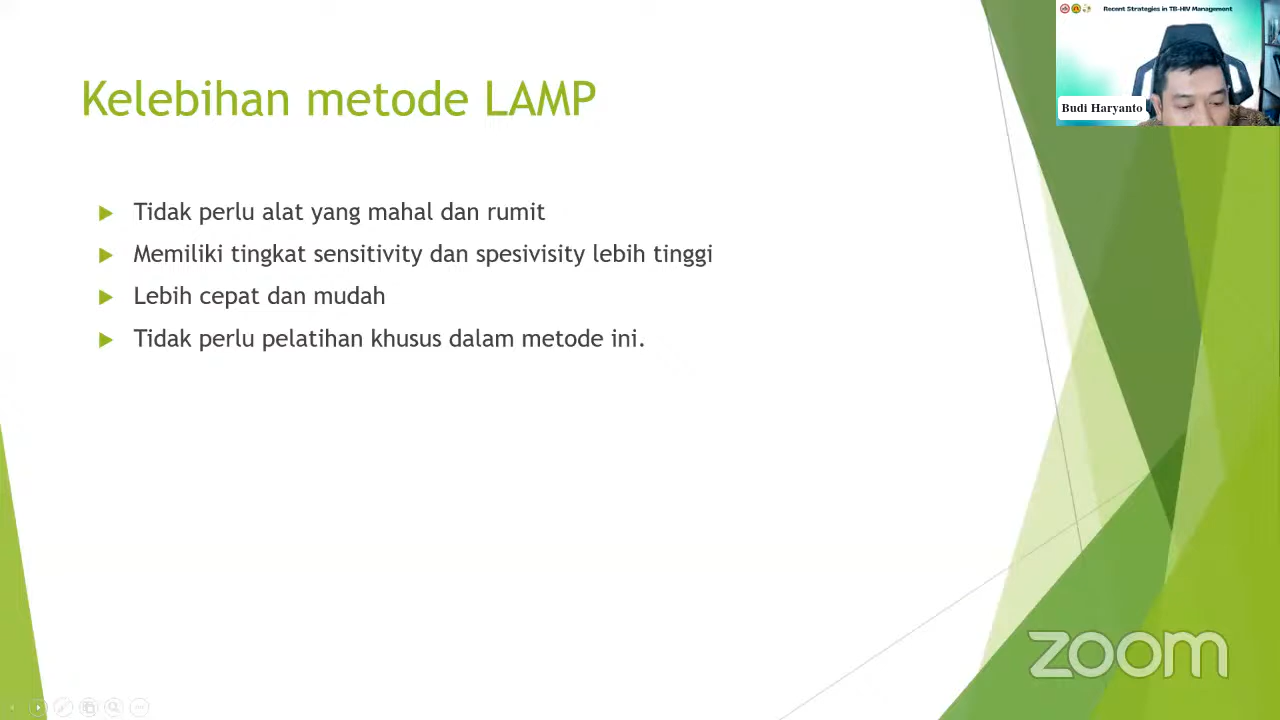 Recent Strategies in TB-HIV Management
Budi Haryanto
Kelebihan metode LAMP
Tidak perlu alat yang mahal dan rumit
Memiliki tingkat sensitivity dan spesivisity lebih tinggi
Lebih cepat dan mudah
Tidak perlu pelatihan khusus dalam metode ini.
zoom